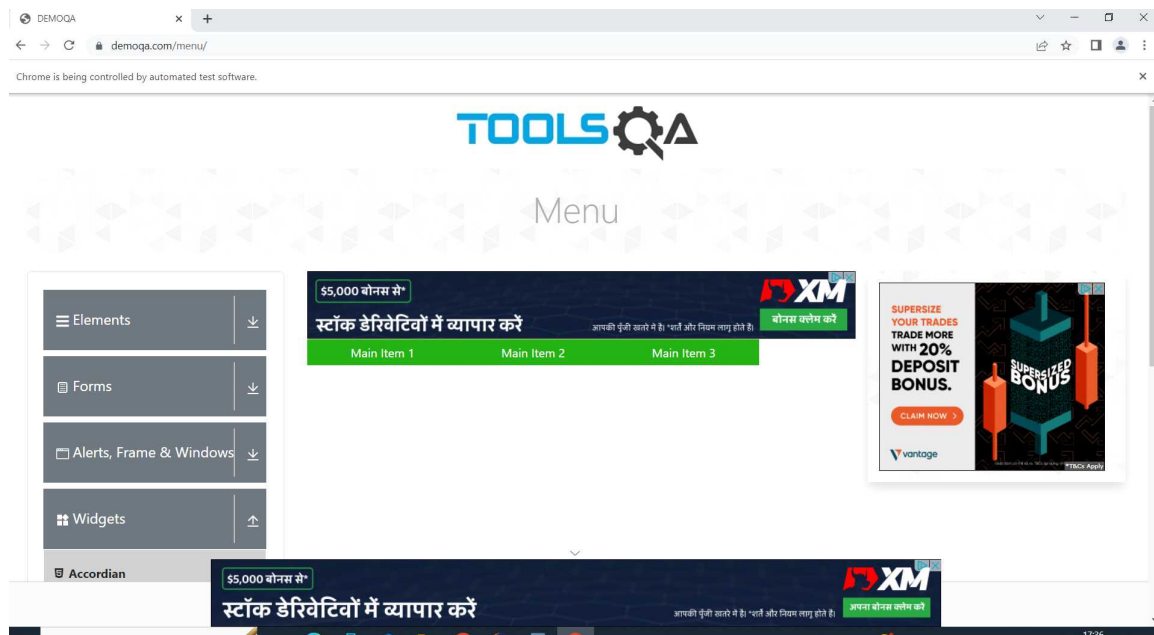 DEMOQA
demoqa.com/menu/
Chrome is being controlled by automated test software.
TOOLSQA
Menu
Elements
Forms
Alerts, Frame & Windows
Widgets
Accordian
$5,000 बोनस से*
स्टॉक डेरिवेटिवों में व्यापार करें
आपकी पूँजी खतरे में है। *शर्तें और नियम लागू होते हैं।
XM
बोनस क्लेम करें
Main Item 1 Main Item 2 Main Item 3
SUPERSIZE
YOUR TRADES
TRADE MORE
WITH 20%
DEPOSIT
BONUS.
CLAIM NOW >
vantage
SUPERSIZED
BONUS
*T&Cs Apply
$5,000 बोनस से*
स्टॉक डेरिवेटिवों में व्यापार करें
आपकी पूँजी खतरे में है। *शर्तें और नियम लागू होते हैं।
XM
अपना बोनस क्लेम करें
17:36